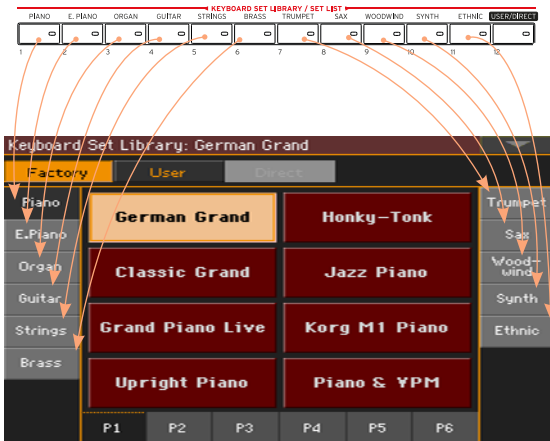 KEYBOARD SET LIBRARY / SET LIST
PIANO E. PIANO ORGAN GUITAR STRINGS BRASS TRUMPET SAX WOODWIND SYNTH ETHNIC USER/DIRECT
1 2 3 4 5 6 7 8 9 10 11 12
Keyboard Set Library: German Grand
Factory User Direct
Piano German Grand Honky-Tonk Trumpet
E.Piano Sax
Organ Classic Grand Jazz Piano Wood-
wind
Guitar Synth
Strings Grand Piano Live Korg M1 Piano Ethnic
Brass
Upright Piano Piano & YPM
P1 P2 P3 P4 P5 P6